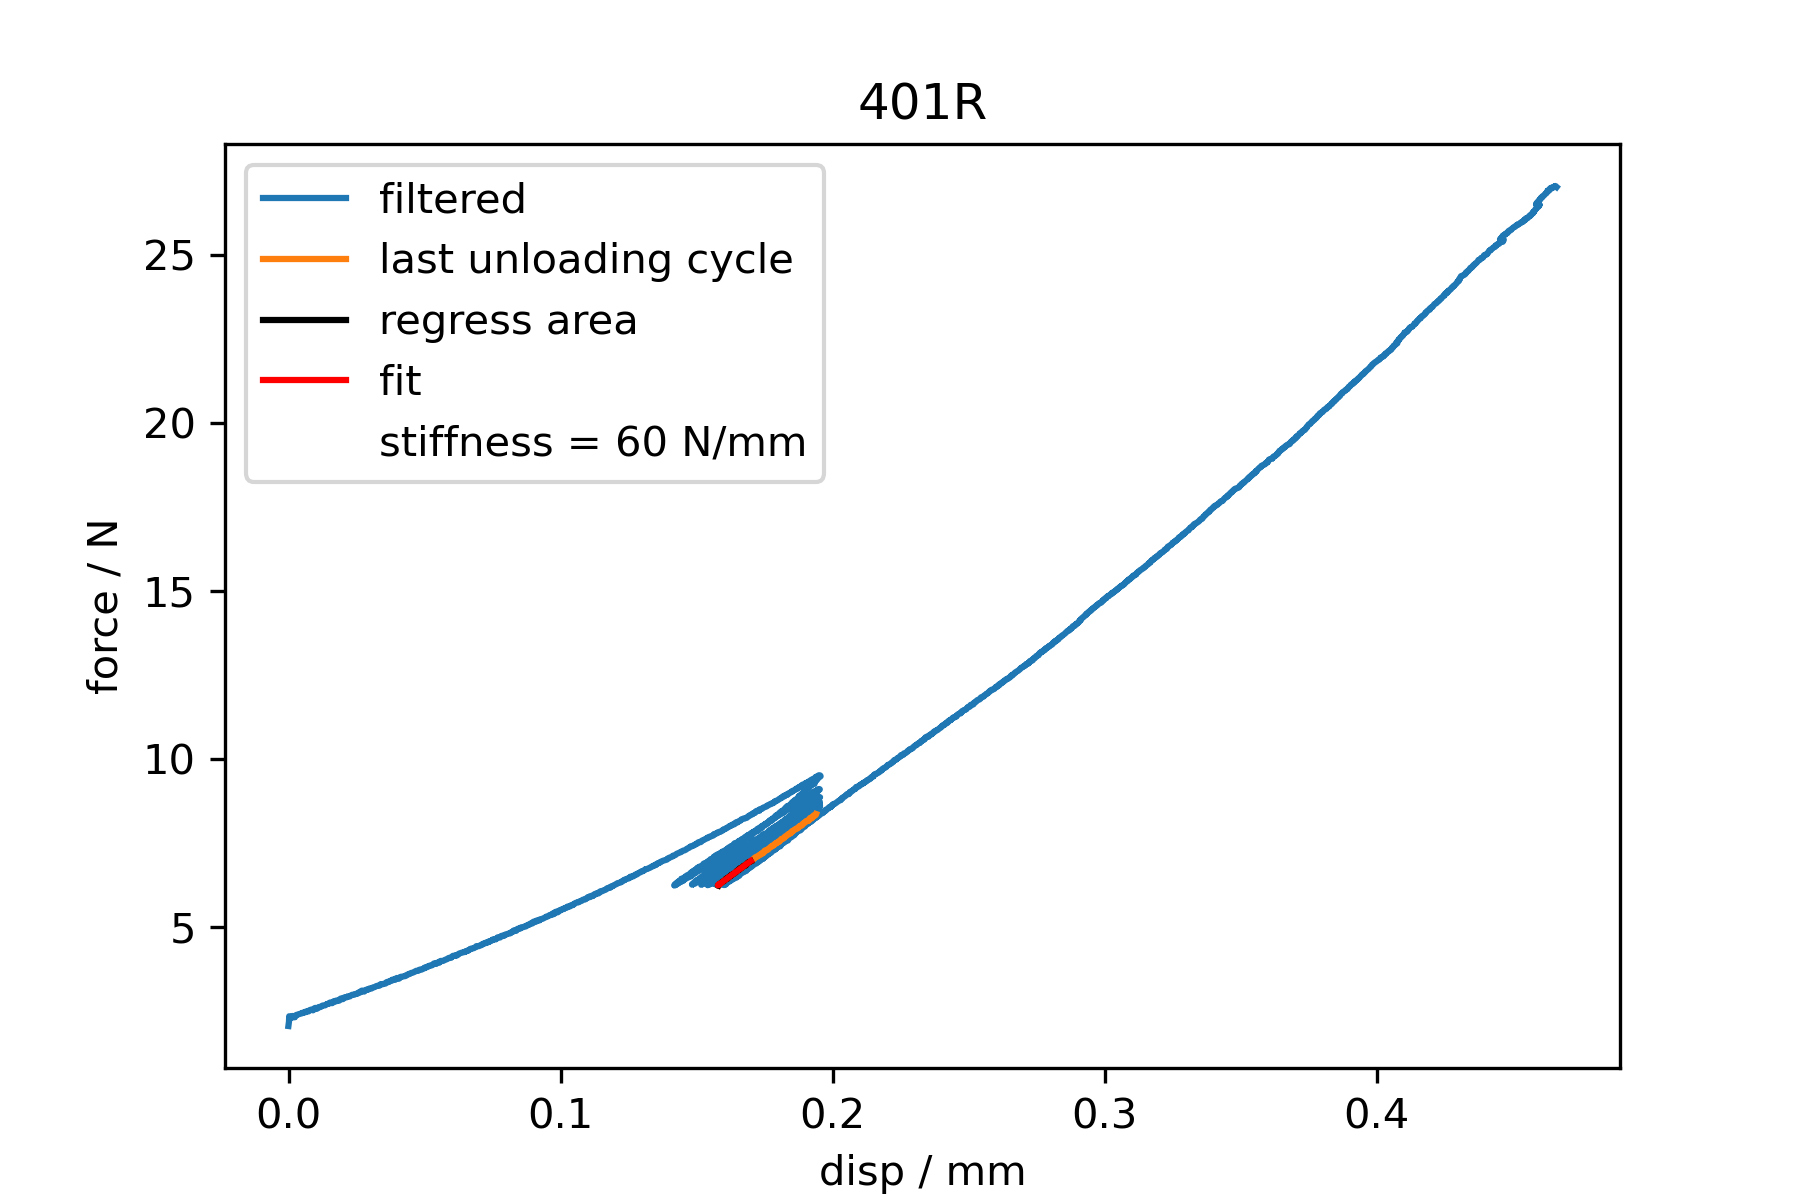 401R
filtered
last unloading cycle
regress area
fit
stiffness = 60 N/mm
25
20
15
10
5
force / N
0.0 0.1 0.2 0.3 0.4
disp / mm